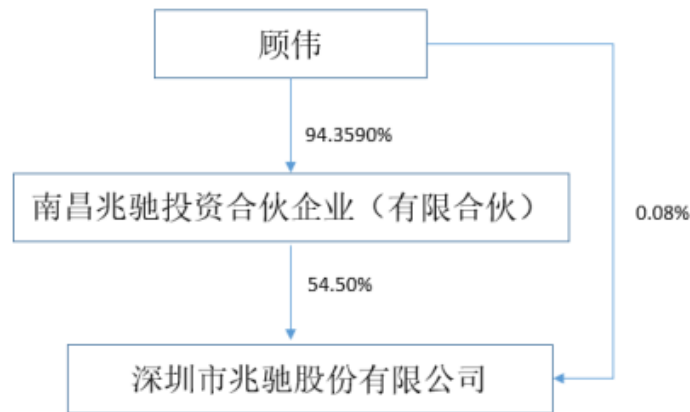 顾伟
94.3590%
南昌兆驰投资合伙企业（有限合伙）
0.08%
54.50%
深圳市兆驰股份有限公司